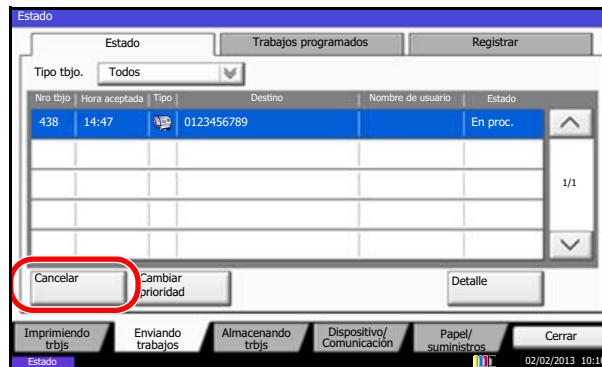 Estado
Estado Trabajos programados Registrar
Tipo tbjo. Todos
Nro tbjo Hora aceptada Tipo Destino Nombre de usuario Estado
438 14:47 0123456789 En proc.
1/1
Cancelar Cambiar prioridad Detalle
Imprimiendo trbjs Enviando trabajos Almacenando trbjs Dispositivo/ Comunicación Papel/ suministros Cerrar
Estado 02/02/2013 10:10